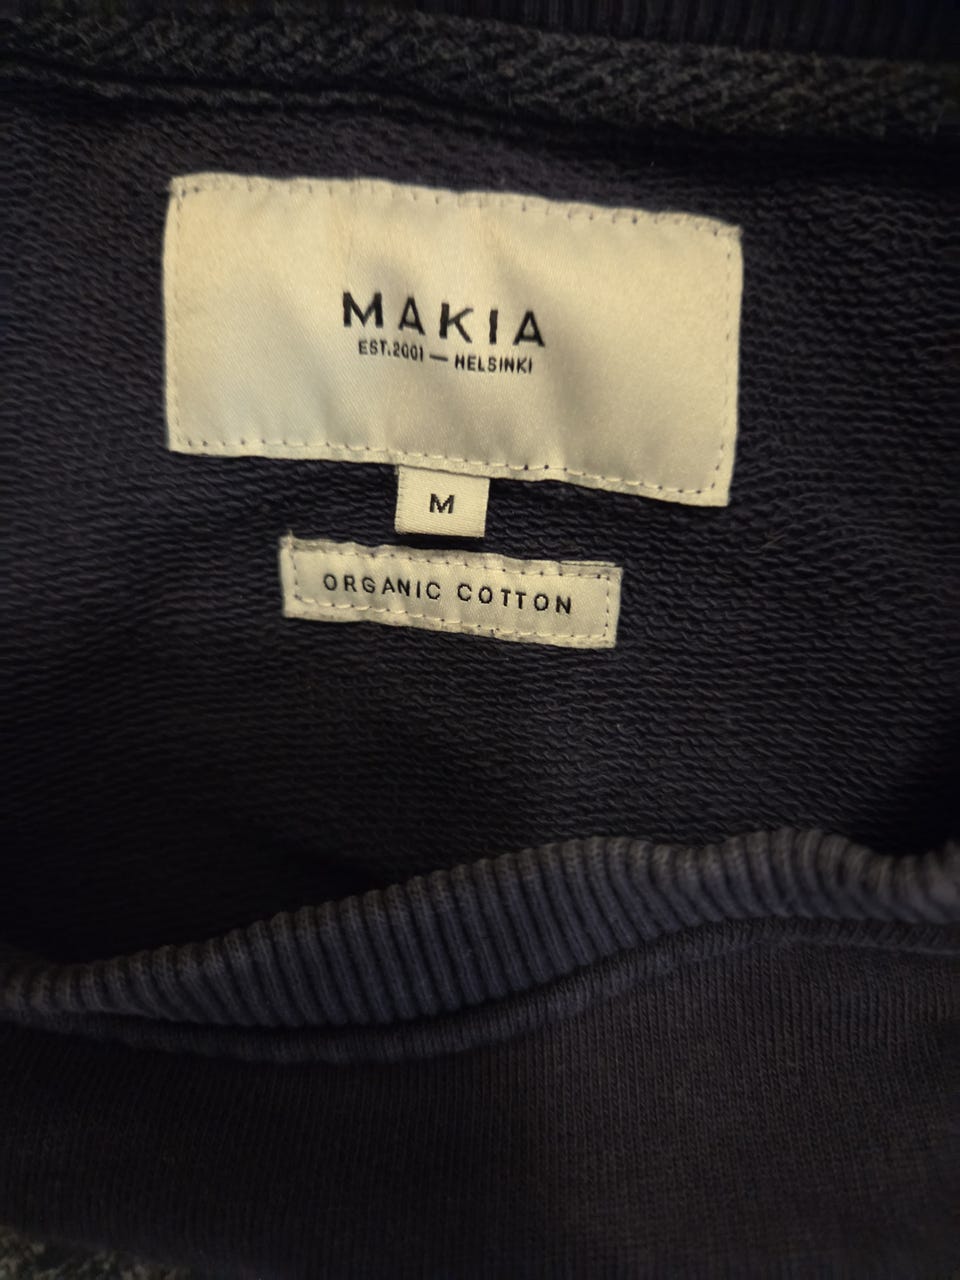 MAKIA
EST.2001 — HELSINKI
M
ORGANIC COTTON